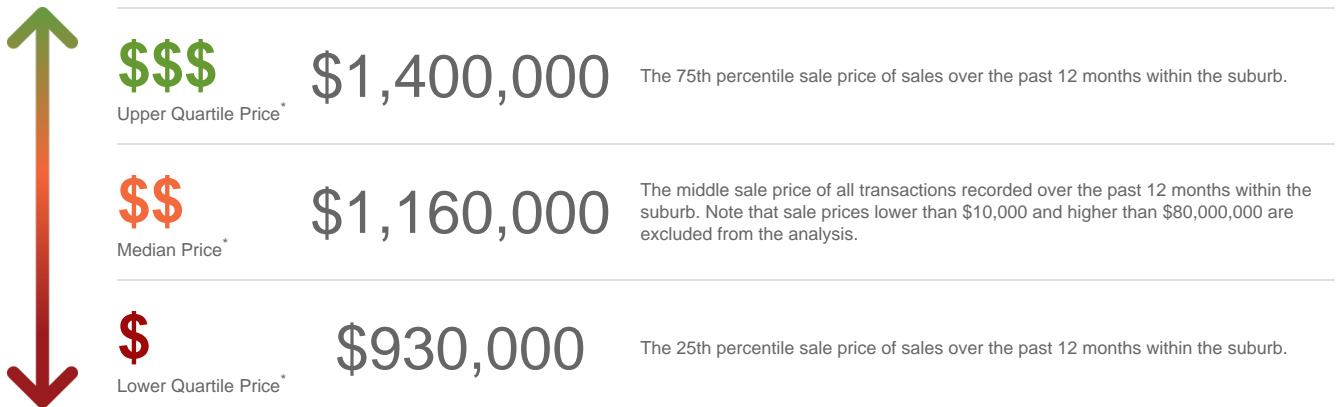 $$$
Upper Quartile Price*
$1,400,000
The 75th percentile sale price of sales over the past 12 months within the suburb.
$$
Median Price*
$1,160,000
The middle sale price of all transactions recorded over the past 12 months within the
suburb. Note that sale prices lower than $10,000 and higher than $80,000,000 are
excluded from the analysis.
$
Lower Quartile Price*
$930,000
The 25th percentile sale price of sales over the past 12 months within the suburb.